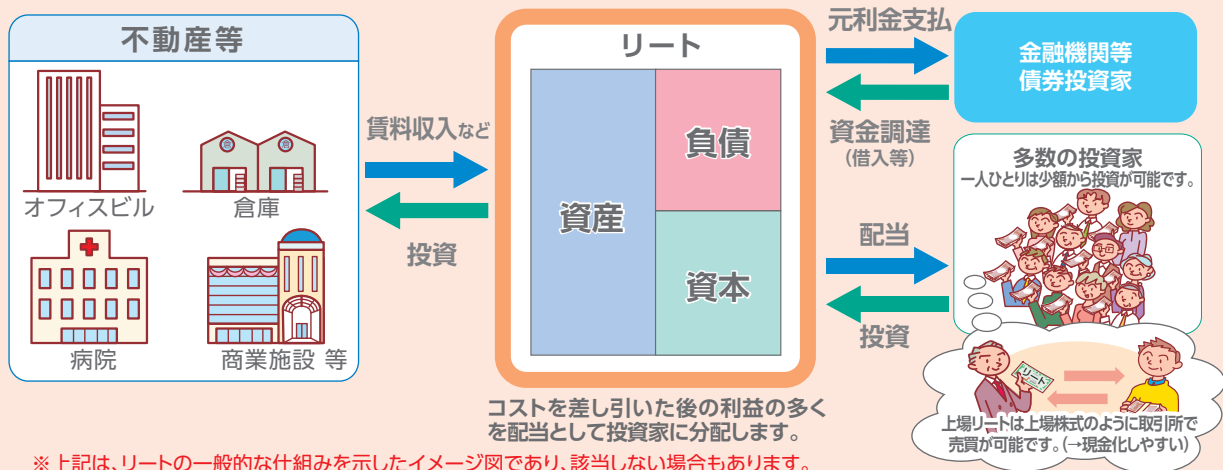 不動産等
オフィスビル
倉庫
病院
商業施設 等
賃料収入など
投資
リート
資産
負債
資本
コストを差し引いた後の利益の多く
を配当として投資家に分配します。
元利金支払
資金調達
(借入等)
金融機関等
債券投資家
配当
投資
多数の投資家
一人ひとりは少額から投資が可能です。
リート
上場リートは上場株式のように取引所で
売買が可能です。(→現金化しやすい)
※上記は、リートの一般的な仕組みを示したイメージ図であり、該当しない場合もあります。